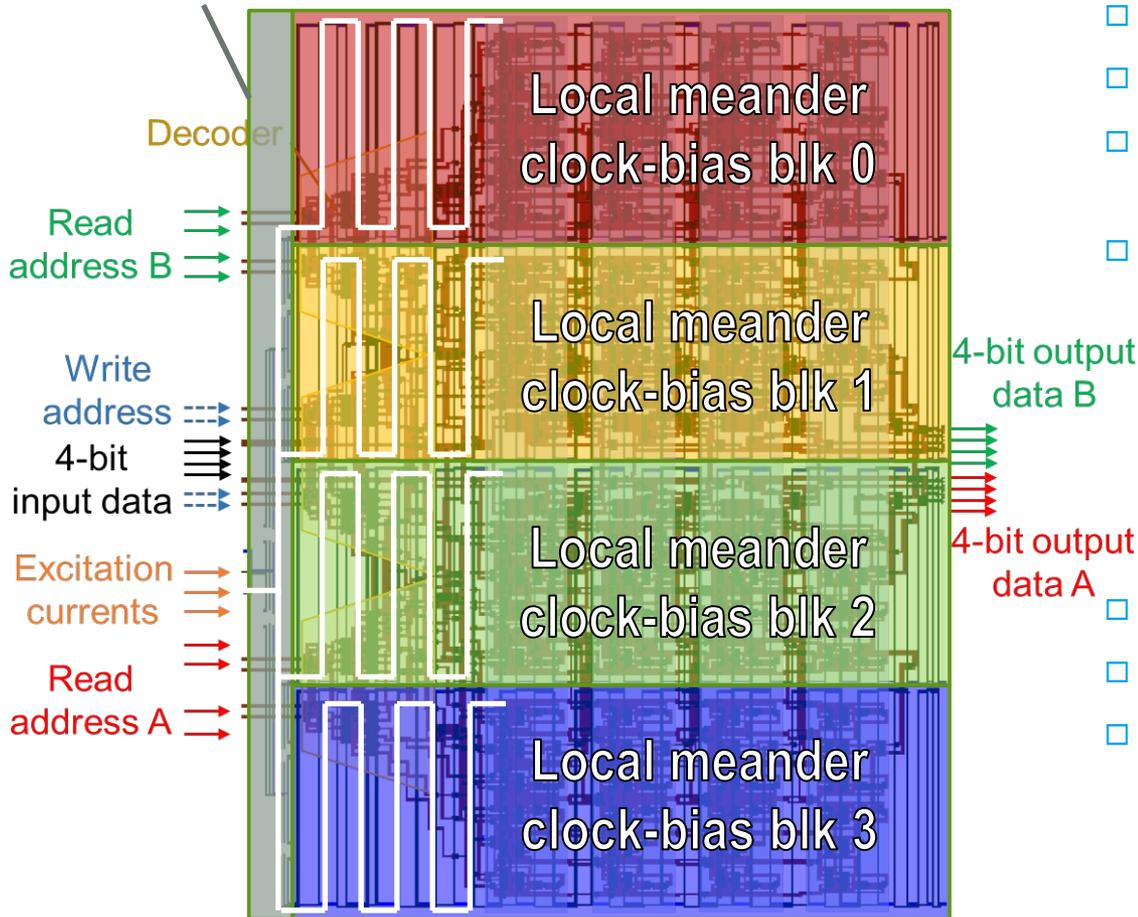 Decoder
Read
address B
Write
address
4-bit
input data
Excitation
currents
Read
address A
Local meander
clock-bias blk 0
Local meander
clock-bias blk 1
Local meander
clock-bias blk 2
Local meander
clock-bias blk 3
4-bit output
data B
4-bit output
data A